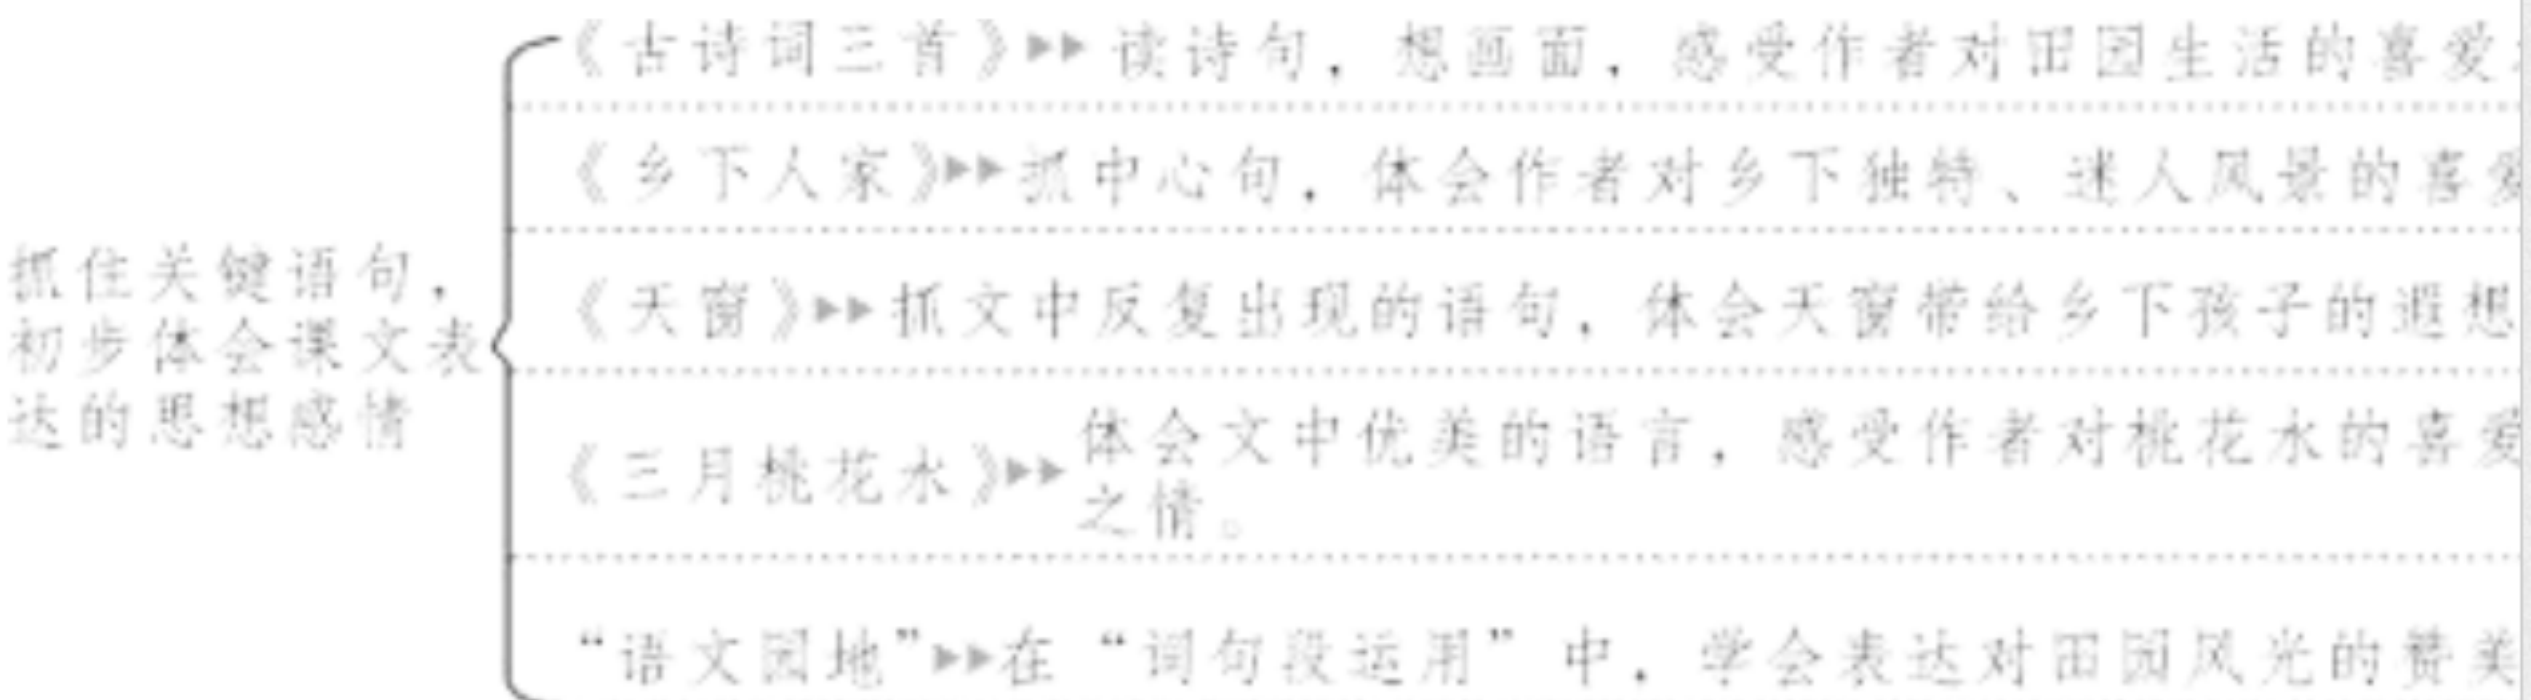 《古诗词三首》▶▶读诗句，想画面，感受作者对田园生活的喜爱
《乡下人家》▶▶抓中心句，体会作者对乡下独特、迷人风景的喜爱
抓住关键语句，
初步体会课文表
达的思想感情
《天窗》▶▶抓文中反复出现的语句，体会天窗带给乡下孩子的遐想
《三月桃花水》▶▶体会文中优美的语言，感受作者对桃花水的喜爱
之情。
“语文园地”▶▶在“词句段运用”中，学会表达对田园风光的赞美